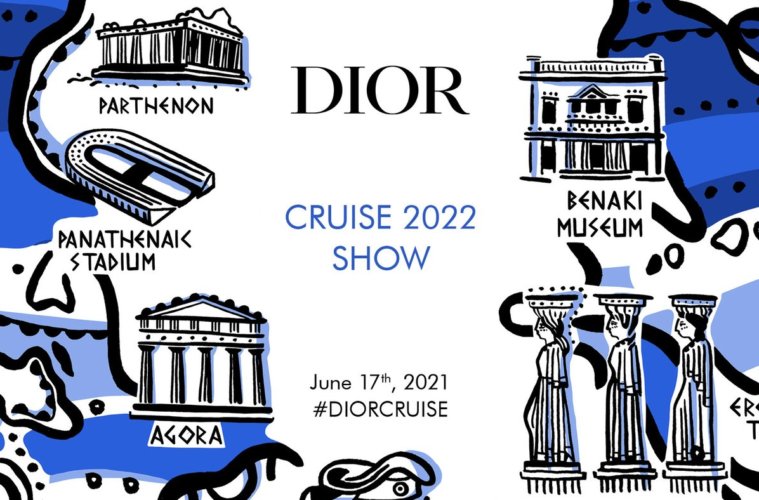 PARTHENON
DIOR
BENAKI
MUSEUM
CRUISE 2022
SHOW
PANATHENAIC
STADIUM
June 17th, 2021
#DIORCRUISE
AGORA